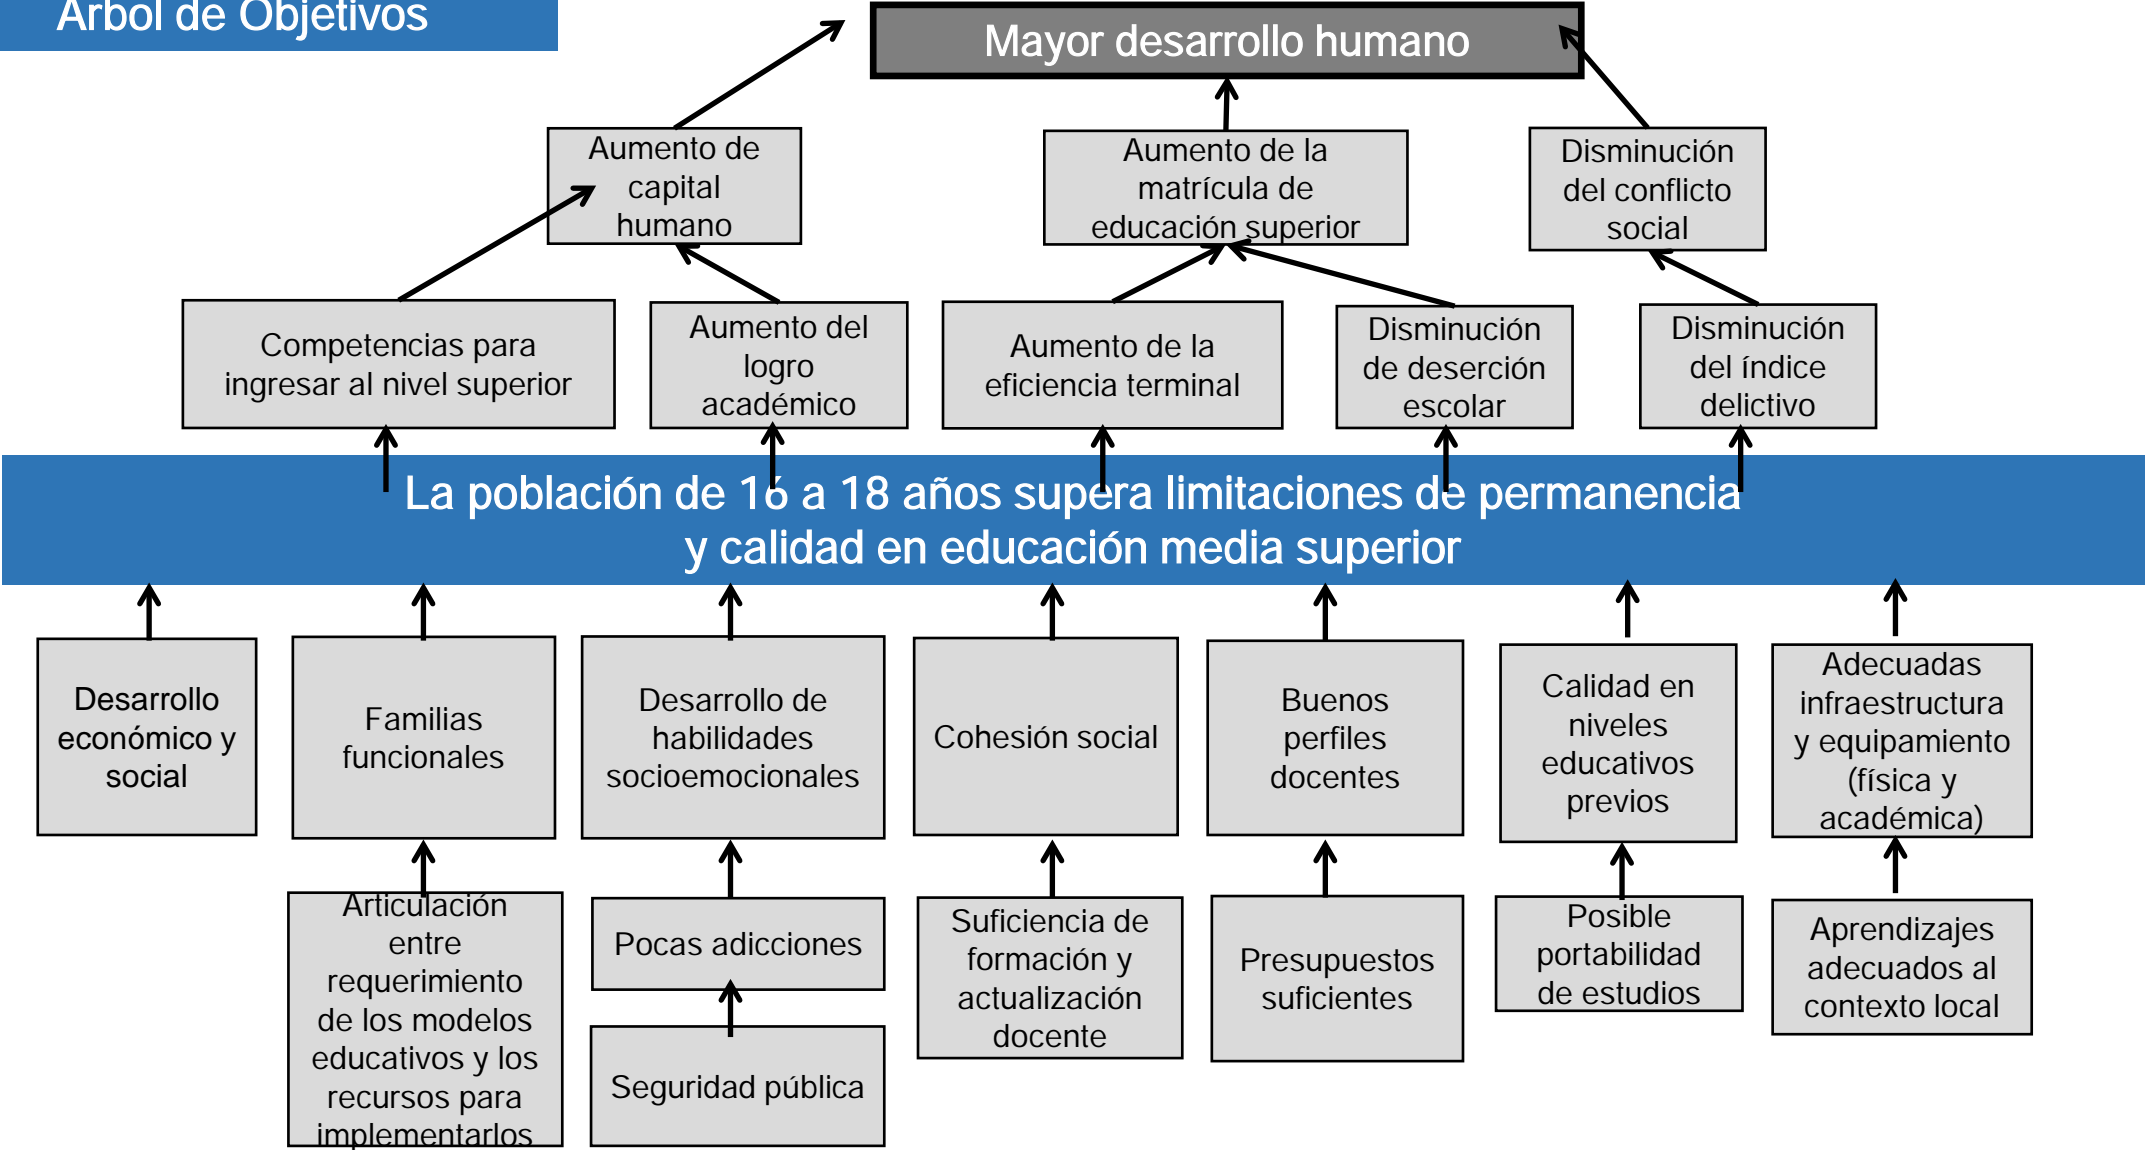 Arbol de Objetivos
Mayor desarrollo humano
Aumento de
capital
humano
Aumento de la
matrícula de
educación superior
Disminución
del conflicto
social
Competencias para
ingresar al nivel superior
Aumento del
logro
académico
Aumento de la
eficiencia terminal
Disminución
de deserción
escolar
Disminución
del índice
delictivo
La población de 16 a 18 años supera limitaciones de permanencia
y calidad en educación media superior
Desarrollo
económico y
social
Familias
funcionales
Desarrollo de
habilidades
socioemocionales
Cohesión social
Buenos
perfiles
docentes
Calidad en
niveles
educativos
previos
Adecuadas
infraestructura
y equipamiento
(física y
académica)
Articulación
entre
requerimiento
de los modelos
educativos y los
recursos para
implementarlos
Pocas adicciones
Seguridad pública
Suficiencia de
formación y
actualización
docente
Presupuestos
suficientes
Posible
portabilidad
de estudios
Aprendizajes
adecuados al
contexto local